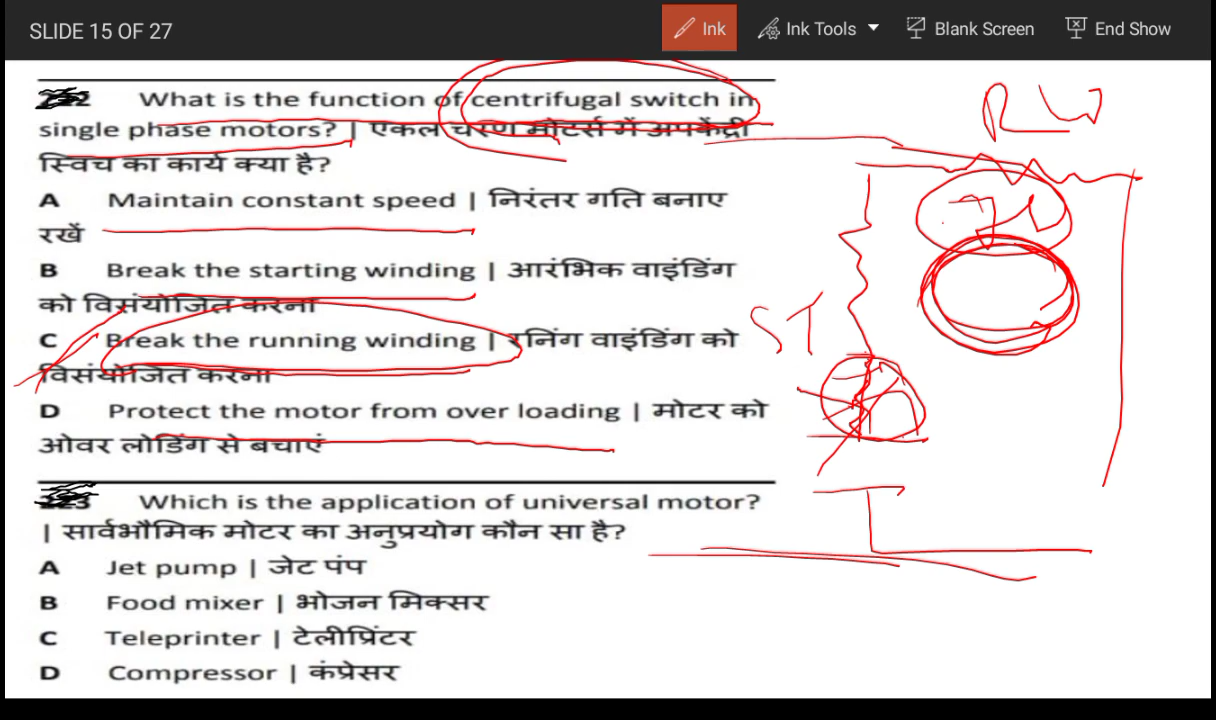 SLIDE 15 OF 27
Ink
Ink Tools
Blank Screen
End Show
What is the function of centrifugal switch in
single phase motors? | एकल चरण मोटर्स में अपकेंद्री
स्विच का कार्य क्या है?
A Maintain constant speed | निरंतर गति बनाए
रखें
B Break the starting winding | आरंभिक वाइंडिंग
को विसंयोजित करना
C Break the running winding | रनिंग वाइंडिंग को
विसंयोजित करना
D Protect the motor from over loading | मोटर को
ओवर लोडिंग से बचाएं
Which is the application of universal motor?
| सार्वभौमिक मोटर का अनुप्रयोग कौन सा है?
A Jet pump | जेट पंप
B Food mixer | भोजन मिक्सर
C Teleprinter | टेलीप्रिंटर
D Compressor | कंप्रेसर
RW
ST